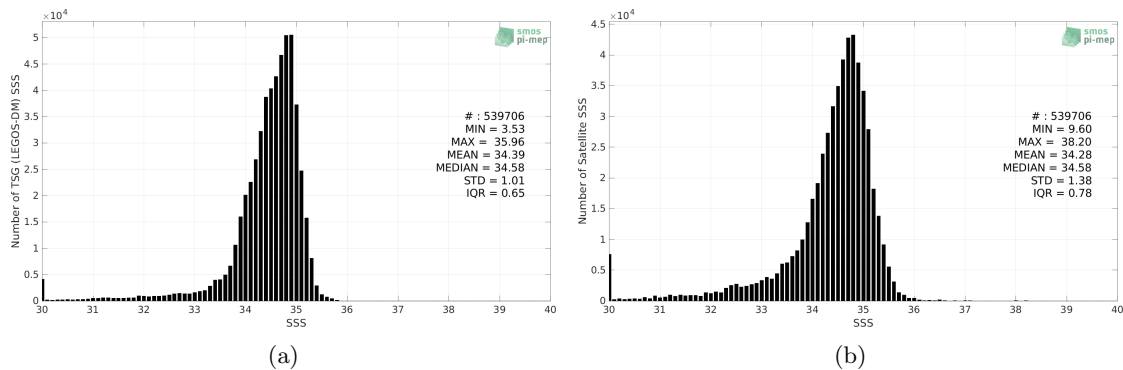 ×10⁴
5
4.5
4
3.5
3
2.5
2
1.5
1
0.5
0
Number of TSG (LEGOS-DM) SSS
30 31 32 33 34 35 36 37 38 39 40
SSS
smos
pi-mep
# : 539706
MIN = 3.53
MAX = 35.96
MEAN = 34.39
MEDIAN = 34.58
STD = 1.01
IQR = 0.65
(a)
×10⁴
4.5
4
3.5
3
2.5
2
1.5
1
0.5
0
Number of Satellite SSS
30 31 32 33 34 35 36 37 38 39 40
SSS
smos
pi-mep
# : 539706
MIN = 9.60
MAX = 38.20
MEAN = 34.28
MEDIAN = 34.58
STD = 1.38
IQR = 0.78
(b)